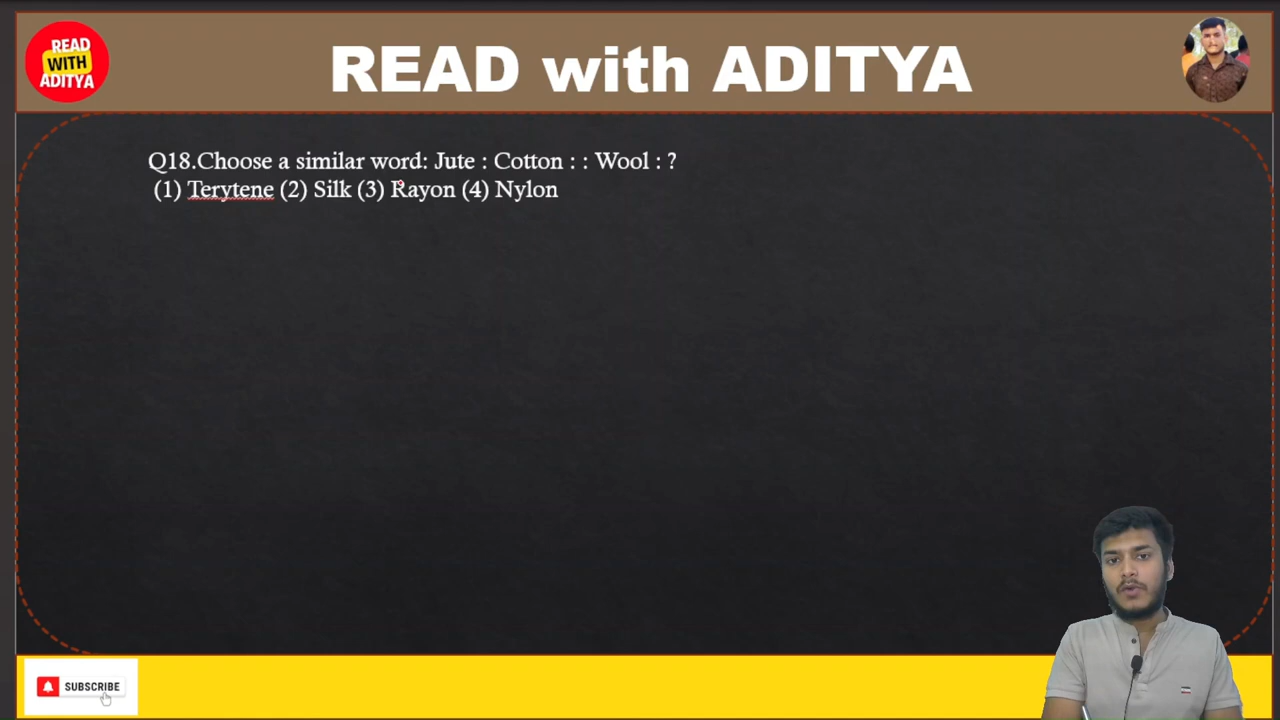 READ
WITH
ADITYA
READ with ADITYA
Q18.Choose a similar word: Jute : Cotton : : Wool : ?
(1) Terytene (2) Silk (3) Rayon (4) Nylon
SUBSCRIBE